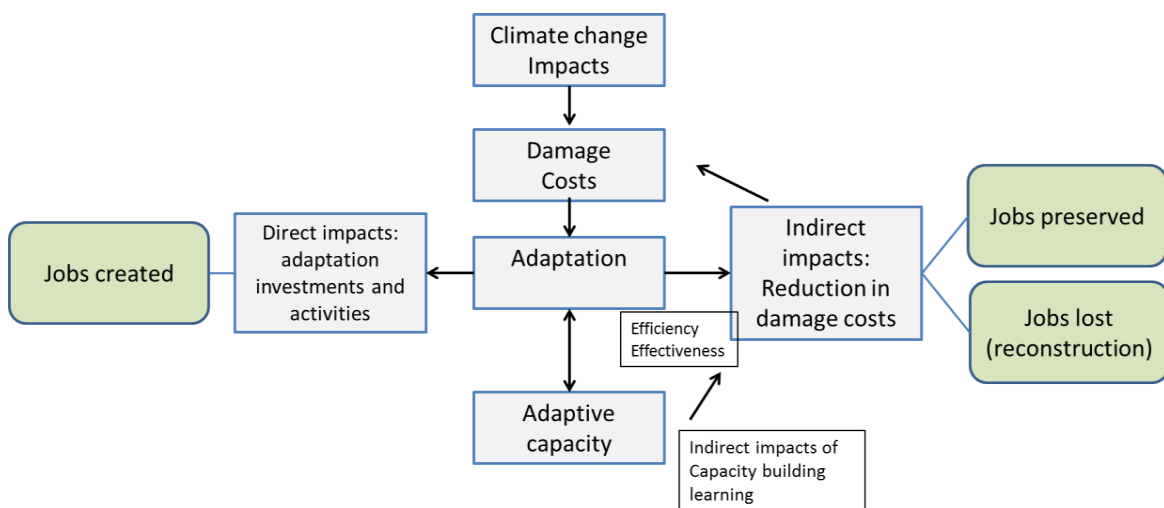 Climate change
Impacts
Damage
Costs
Jobs created
Direct impacts:
adaptation
investments and
activities
Adaptation
Indirect
impacts:
Reduction in
damage costs
Jobs preserved
Jobs lost
(reconstruction)
Efficiency
Effectiveness
Adaptive
capacity
Indirect impacts of
Capacity building
learning